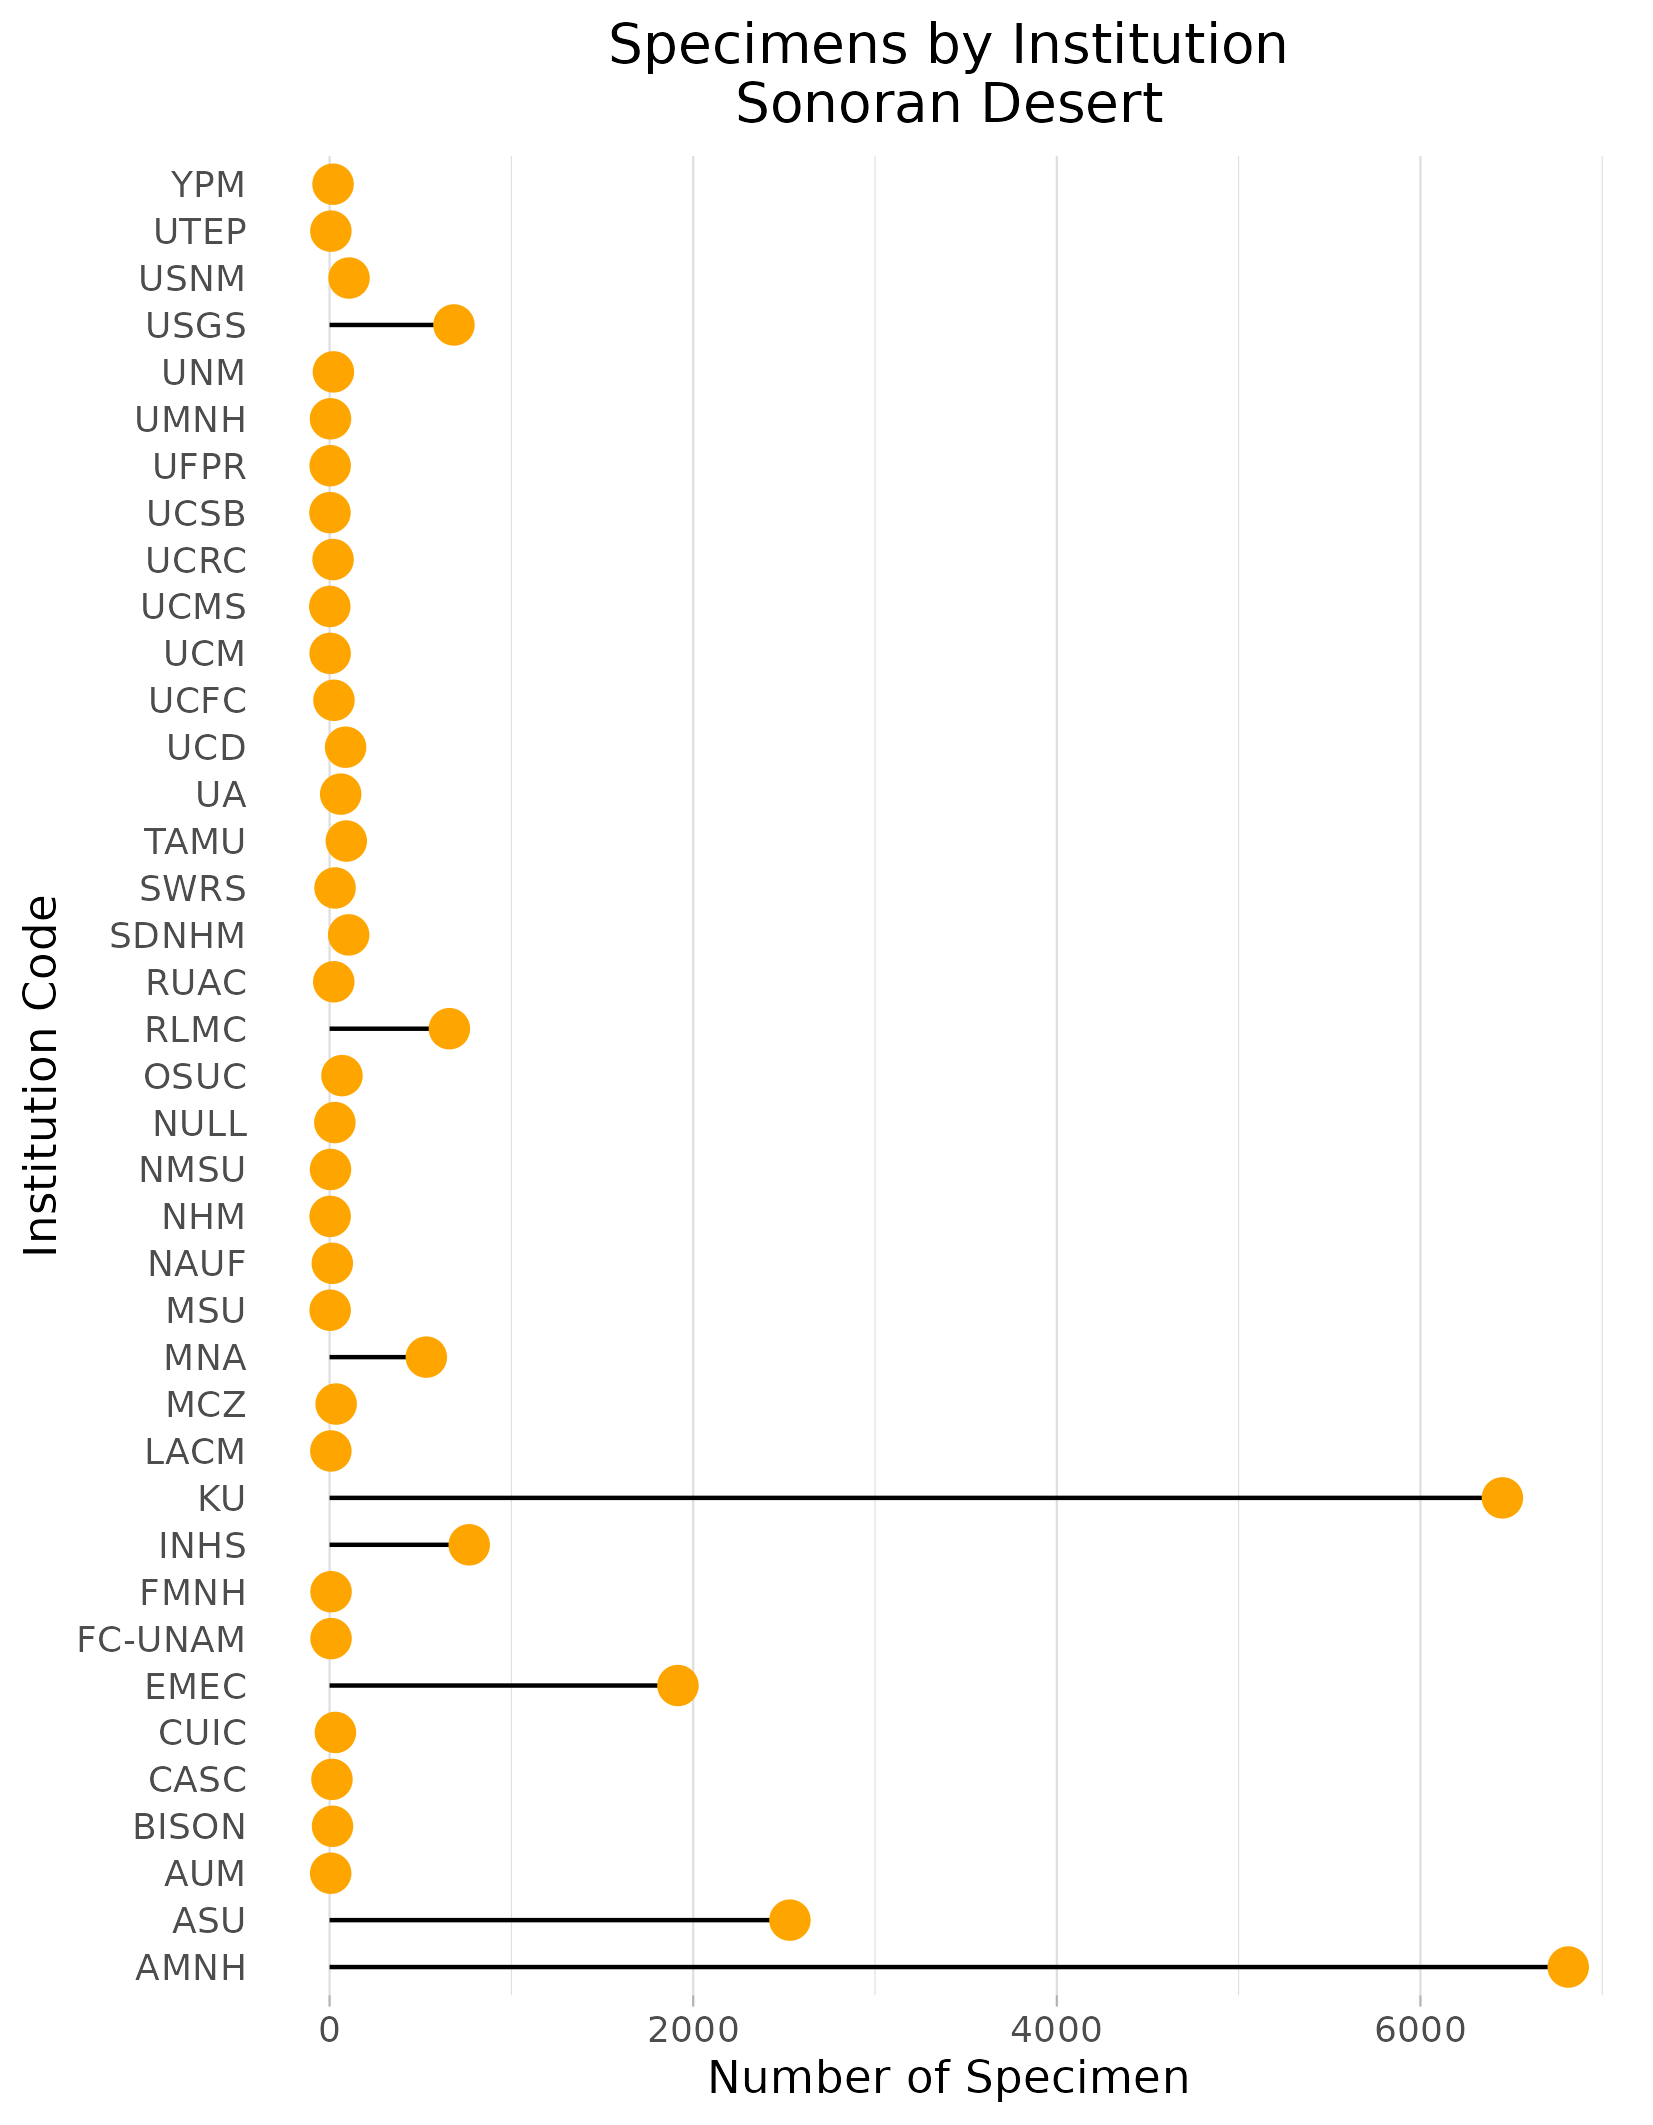 Specimens by Institution
Sonoran Desert
YPM
UTEP
USNM
USGS
UNM
UMNH
UFPR
UCSB
UCRC
UCMS
UCM
UCFC
UCD
UA
TAMU
SWRS
SDNHM
RUAC
RLMC
OSUC
NULL
NMSU
NHM
NAUF
MSU
MNA
MCZ
LACM
KU
INHS
FMNH
FC-UNAM
EMEC
CUIC
CASC
BISON
AUM
ASU
AMNH
Institution Code
0 2000 4000 6000
Number of Specimen